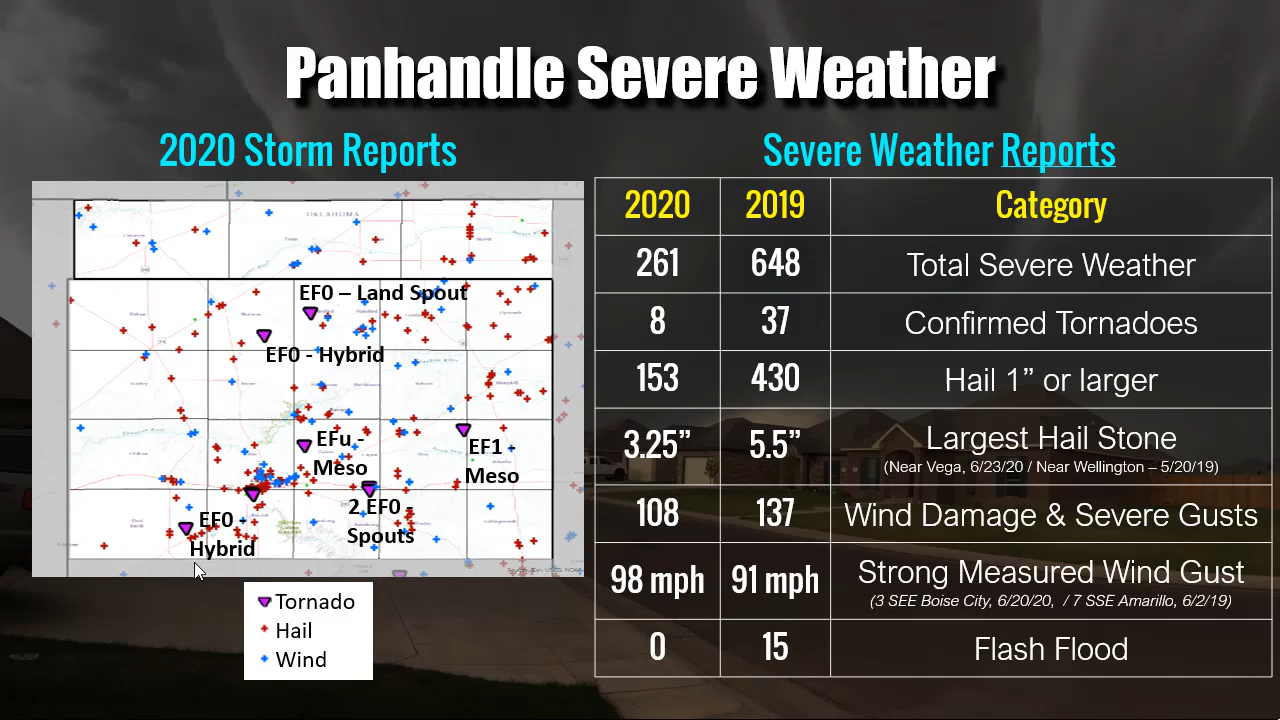 Panhandle Severe Weather
2020 Storm Reports
OKLAHOMA
EF0 – Land Spout
EF0 - Hybrid
EFu -
Meso
EF1 -
Meso
2 EF0 -
Spouts
EF0 -
Hybrid
Tornado
Hail
Wind
Severe Weather Reports
2020 2019 Category
261 648 Total Severe Weather
8 37 Confirmed Tornadoes
153 430 Hail 1” or larger
3.25” 5.5” Largest Hail Stone
(Near Vega, 6/23/20 / Near Wellington – 5/20/19)
108 137 Wind Damage & Severe Gusts
98 mph 91 mph Strong Measured Wind Gust
(3 SEE Boise City, 6/20/20, / 7 SSE Amarillo, 6/2/19)
0 15 Flash Flood